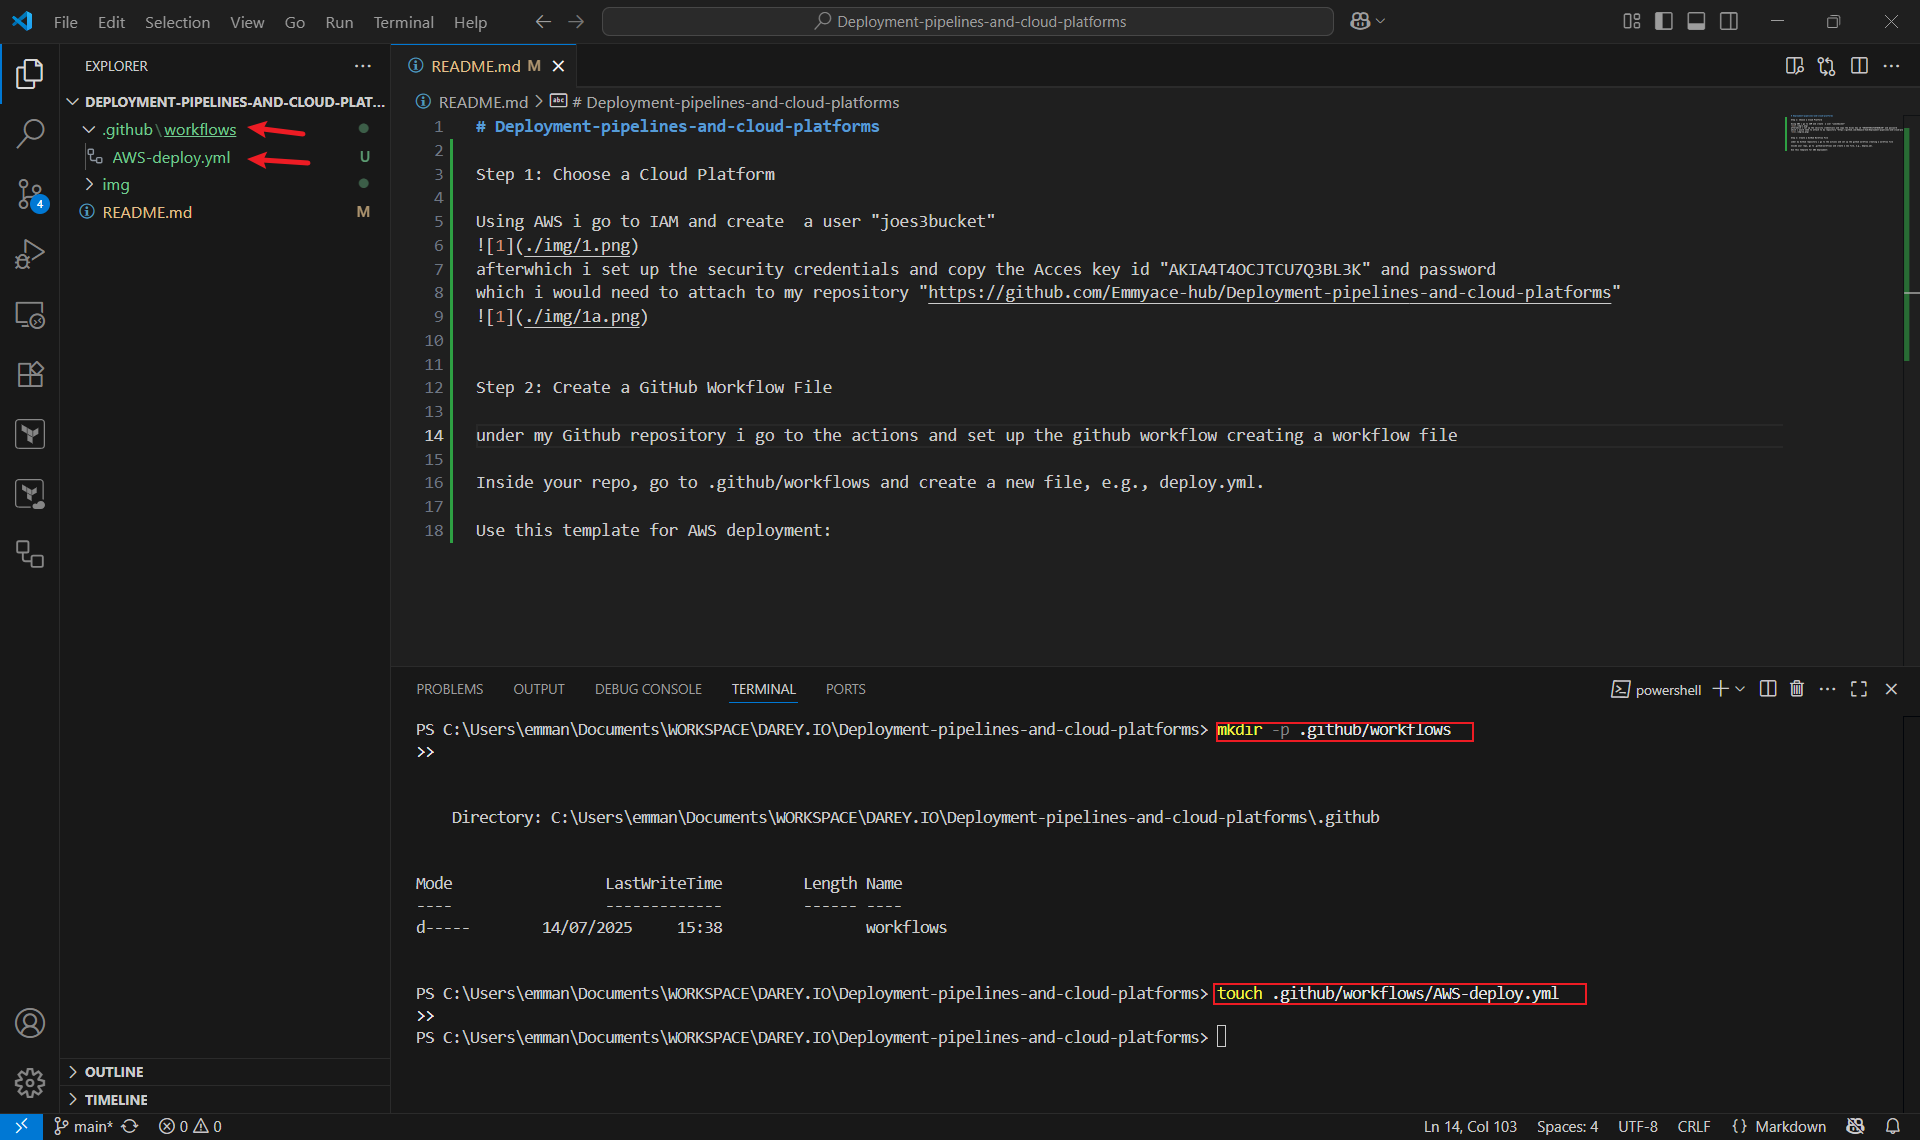 File Edit Selection View Go Run Terminal Help
Deployment-pipelines-and-cloud-platforms
EXPLORER
DEPLOYMENT-PIPELINES-AND-CLOUD-PLAT...
.github\workflows
AWS-deploy.yml U
img
README.md M
4
OUTLINE
TIMELINE
README.md M
README.md > # Deployment-pipelines-and-cloud-platforms
1 # Deployment-pipelines-and-cloud-platforms
2
3 Step 1: Choose a Cloud Platform
4
5 Using AWS i go to IAM and create  a user "joes3bucket"
6 ![1](./img/1.png)
7 afterwhich i set up the security credentials and copy the Acces key id "AKIA4T4OCJTCU7Q3BL3K" and password
8 which i would need to attach to my repository "https://github.com/Emmyace-hub/Deployment-pipelines-and-cloud-platforms"
9 ![1](./img/1a.png)
10
11
12 Step 2: Create a GitHub Workflow File
13
14 under my Github repository i go to the actions and set up the github workflow creating a workflow file
15
16 Inside your repo, go to .github/workflows and create a new file, e.g., deploy.yml.
17
18 Use this template for AWS deployment:
PROBLEMS OUTPUT DEBUG CONSOLE TERMINAL PORTS
powershell
PS C:\Users\emman\Documents\WORKSPACE\DAREY.IO\Deployment-pipelines-and-cloud-platforms> mkdir -p .github/workflows
>>
Directory: C:\Users\emman\Documents\WORKSPACE\DAREY.IO\Deployment-pipelines-and-cloud-platforms\.github
Mode LastWriteTime Length Name
---- ------------- ------ ----
d----- 14/07/2025 15:38 workflows
PS C:\Users\emman\Documents\WORKSPACE\DAREY.IO\Deployment-pipelines-and-cloud-platforms> touch .github/workflows/AWS-deploy.yml
>>
PS C:\Users\emman\Documents\WORKSPACE\DAREY.IO\Deployment-pipelines-and-cloud-platforms>
main* 0 0
Ln 14, Col 103 Spaces: 4 UTF-8 CRLF {} Markdown